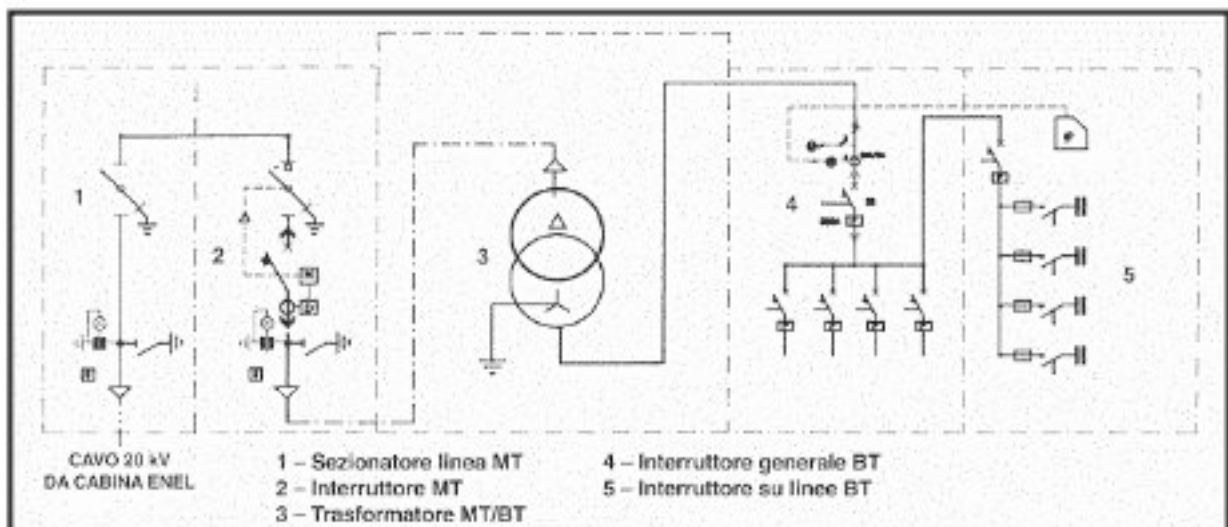 1
2
3
4
5
CAVO 20 kV
DA CABINA ENEL
1 – Sezionatore linea MT
2 – Interruttore MT
3 – Trasformatore MT/BT
4 – Interruttore generale BT
5 – Interruttore su linee BT